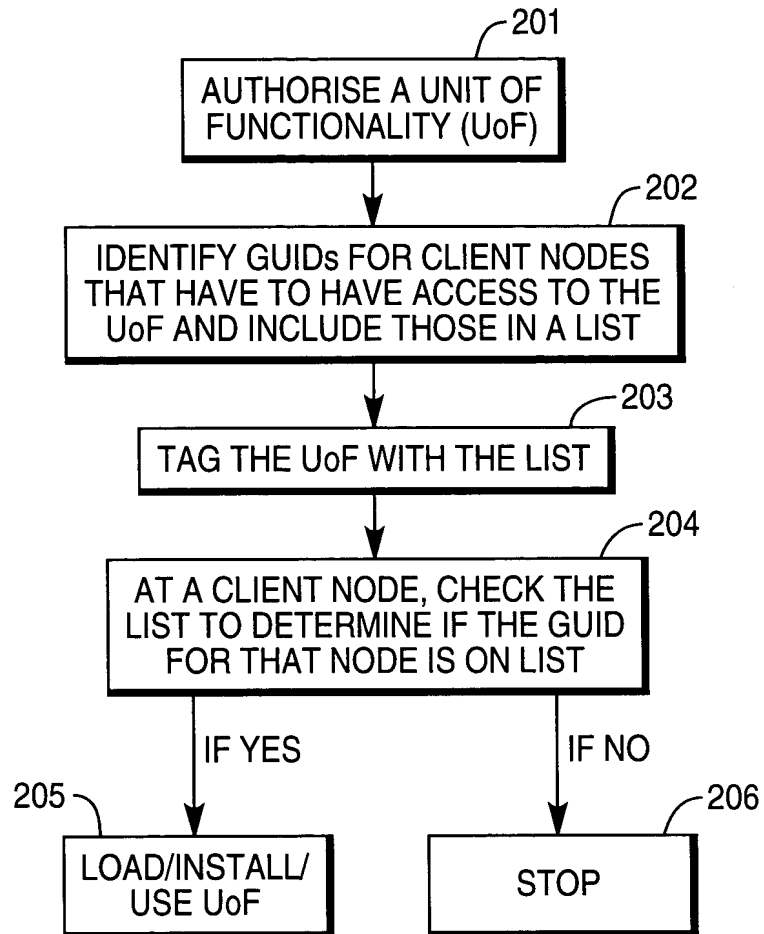 201
AUTHORISE A UNIT OF
FUNCTIONALITY (UoF)
202
IDENTIFY GUIDs FOR CLIENT NODES
THAT HAVE TO HAVE ACCESS TO THE
UoF AND INCLUDE THOSE IN A LIST
203
TAG THE UoF WITH THE LIST
204
AT A CLIENT NODE, CHECK THE
LIST TO DETERMINE IF THE GUID
FOR THAT NODE IS ON LIST
IF YES
IF NO
205
LOAD/INSTALL/
USE UoF
206
STOP